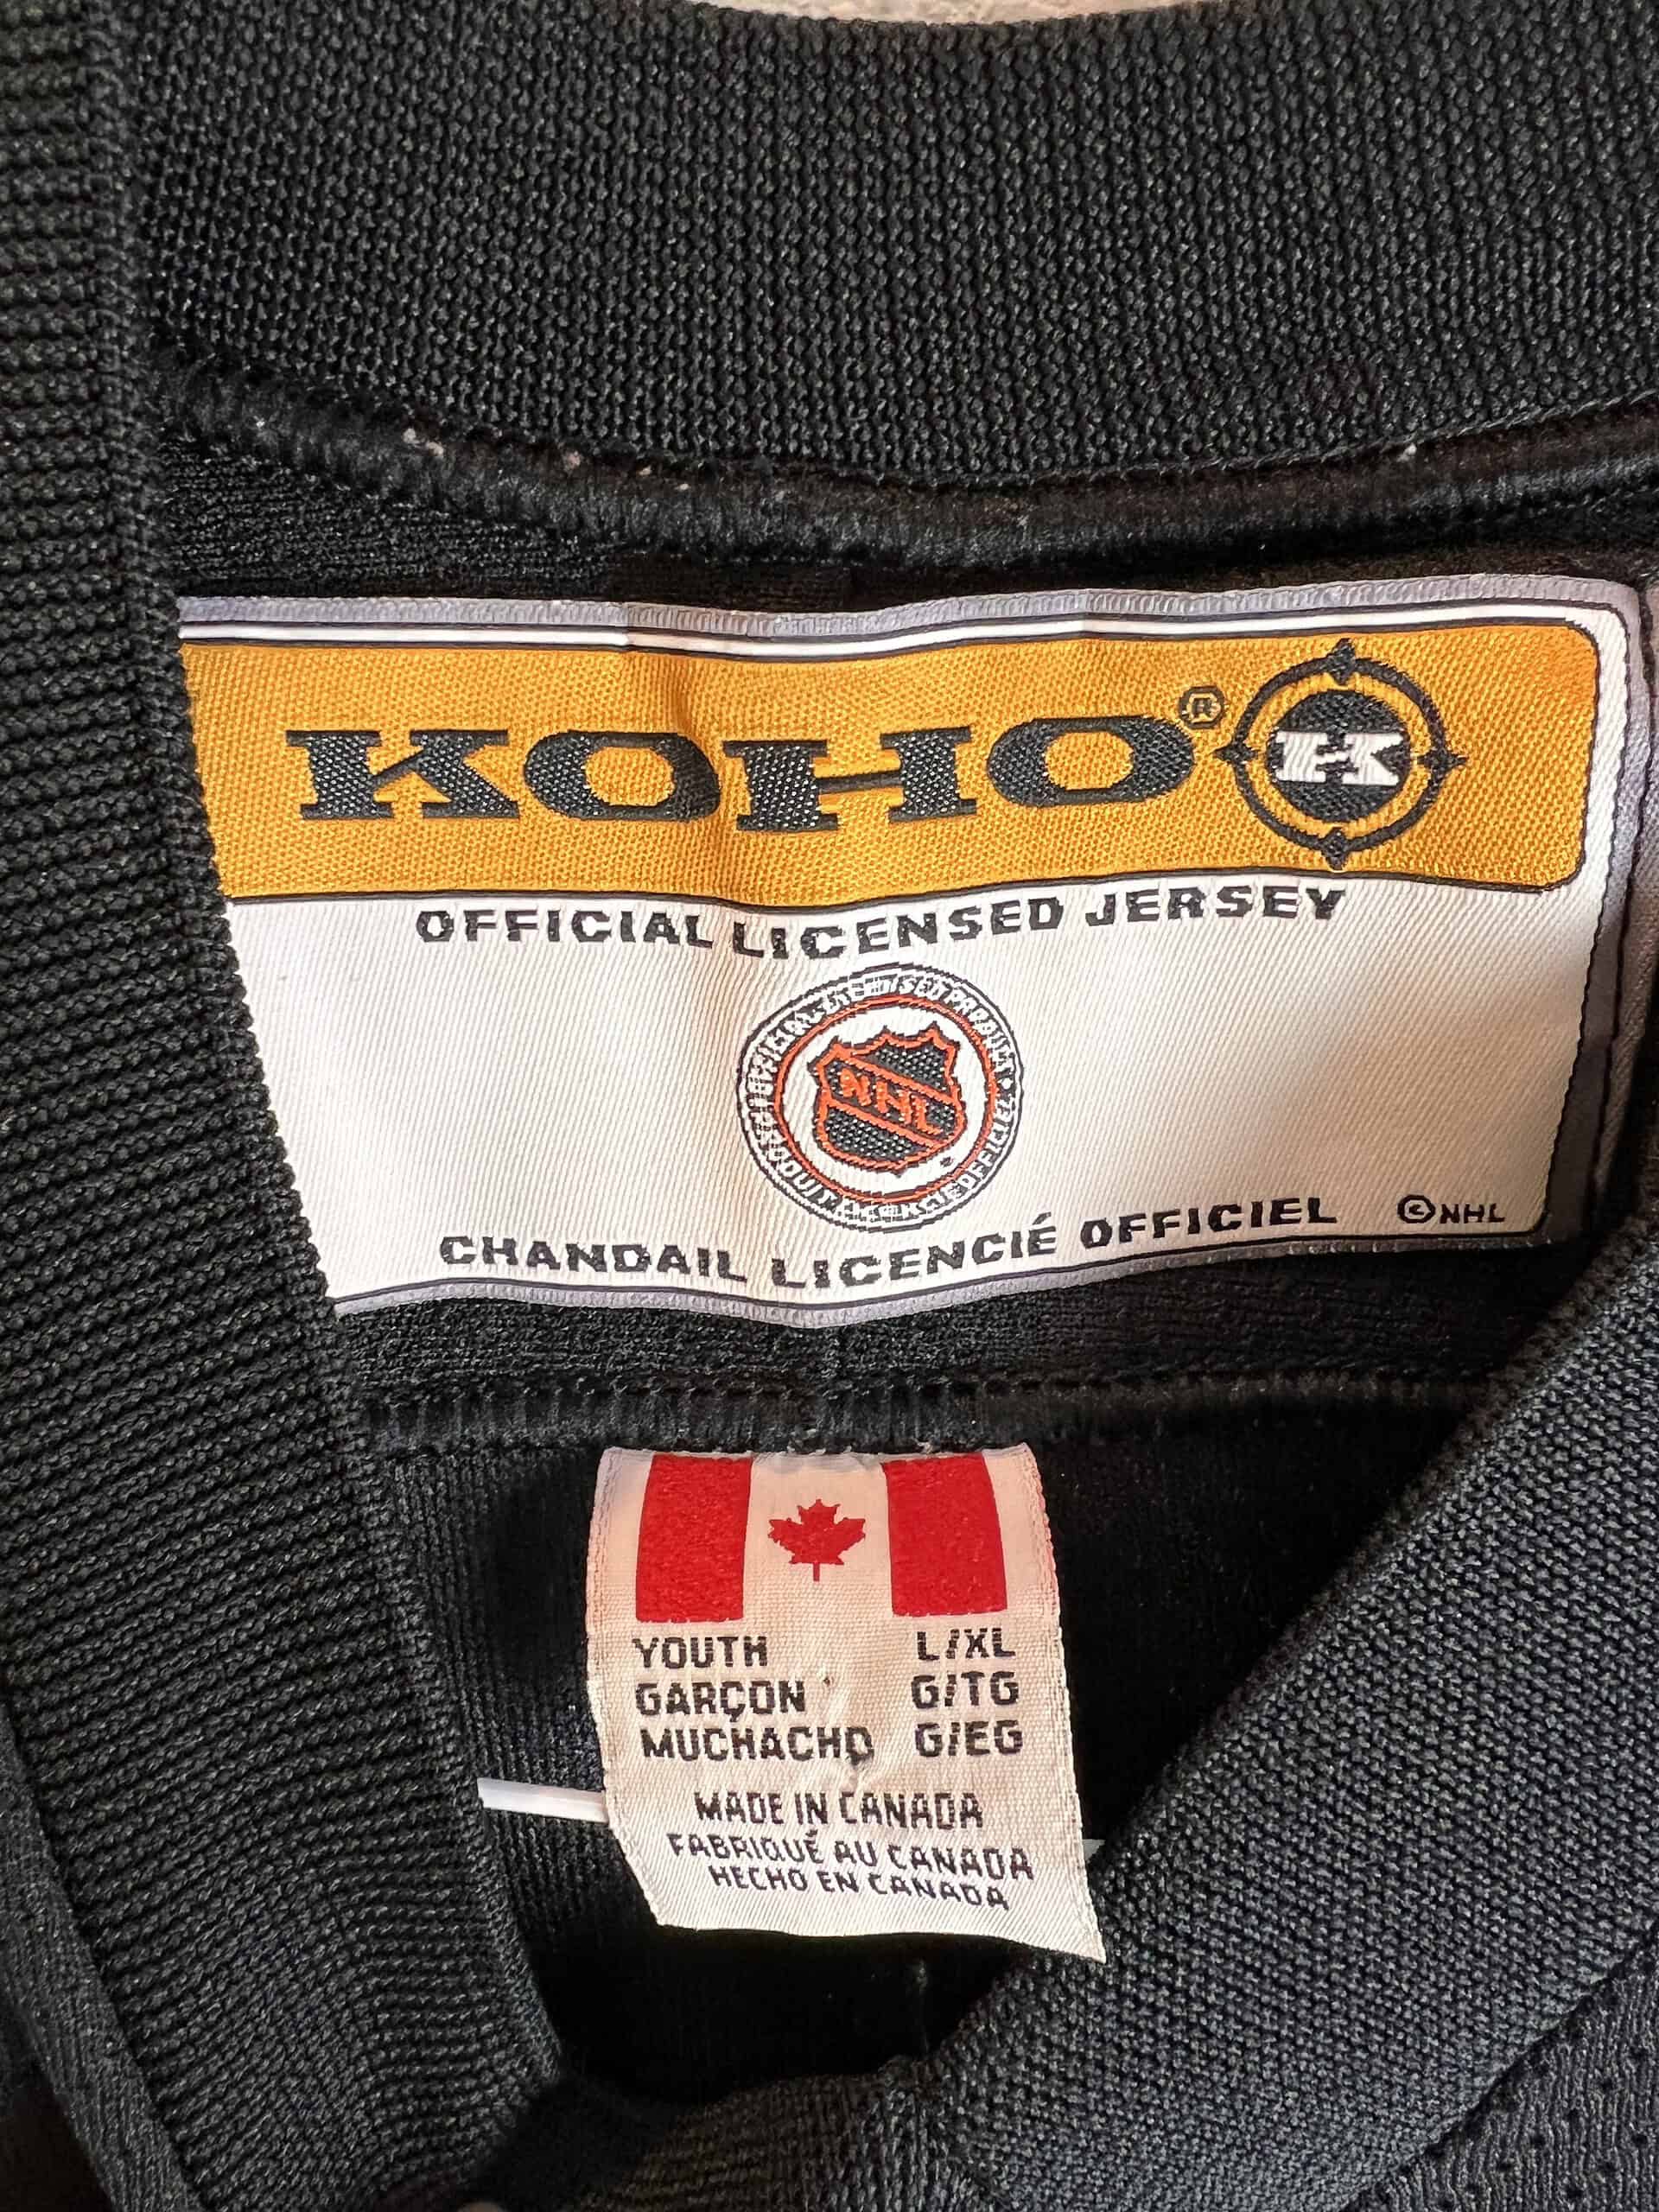 KOHO®
K
OFFICIAL LICENSED JERSEY
NHL
CHANDAIL LICENCIÉ OFFICIEL ©NHL
YOUTH L/XL
GARÇON G/TG
MUCHACHO G/EG
MADE IN CANADA
FABRIQUÉ AU CANADA
HECHO EN CANADA